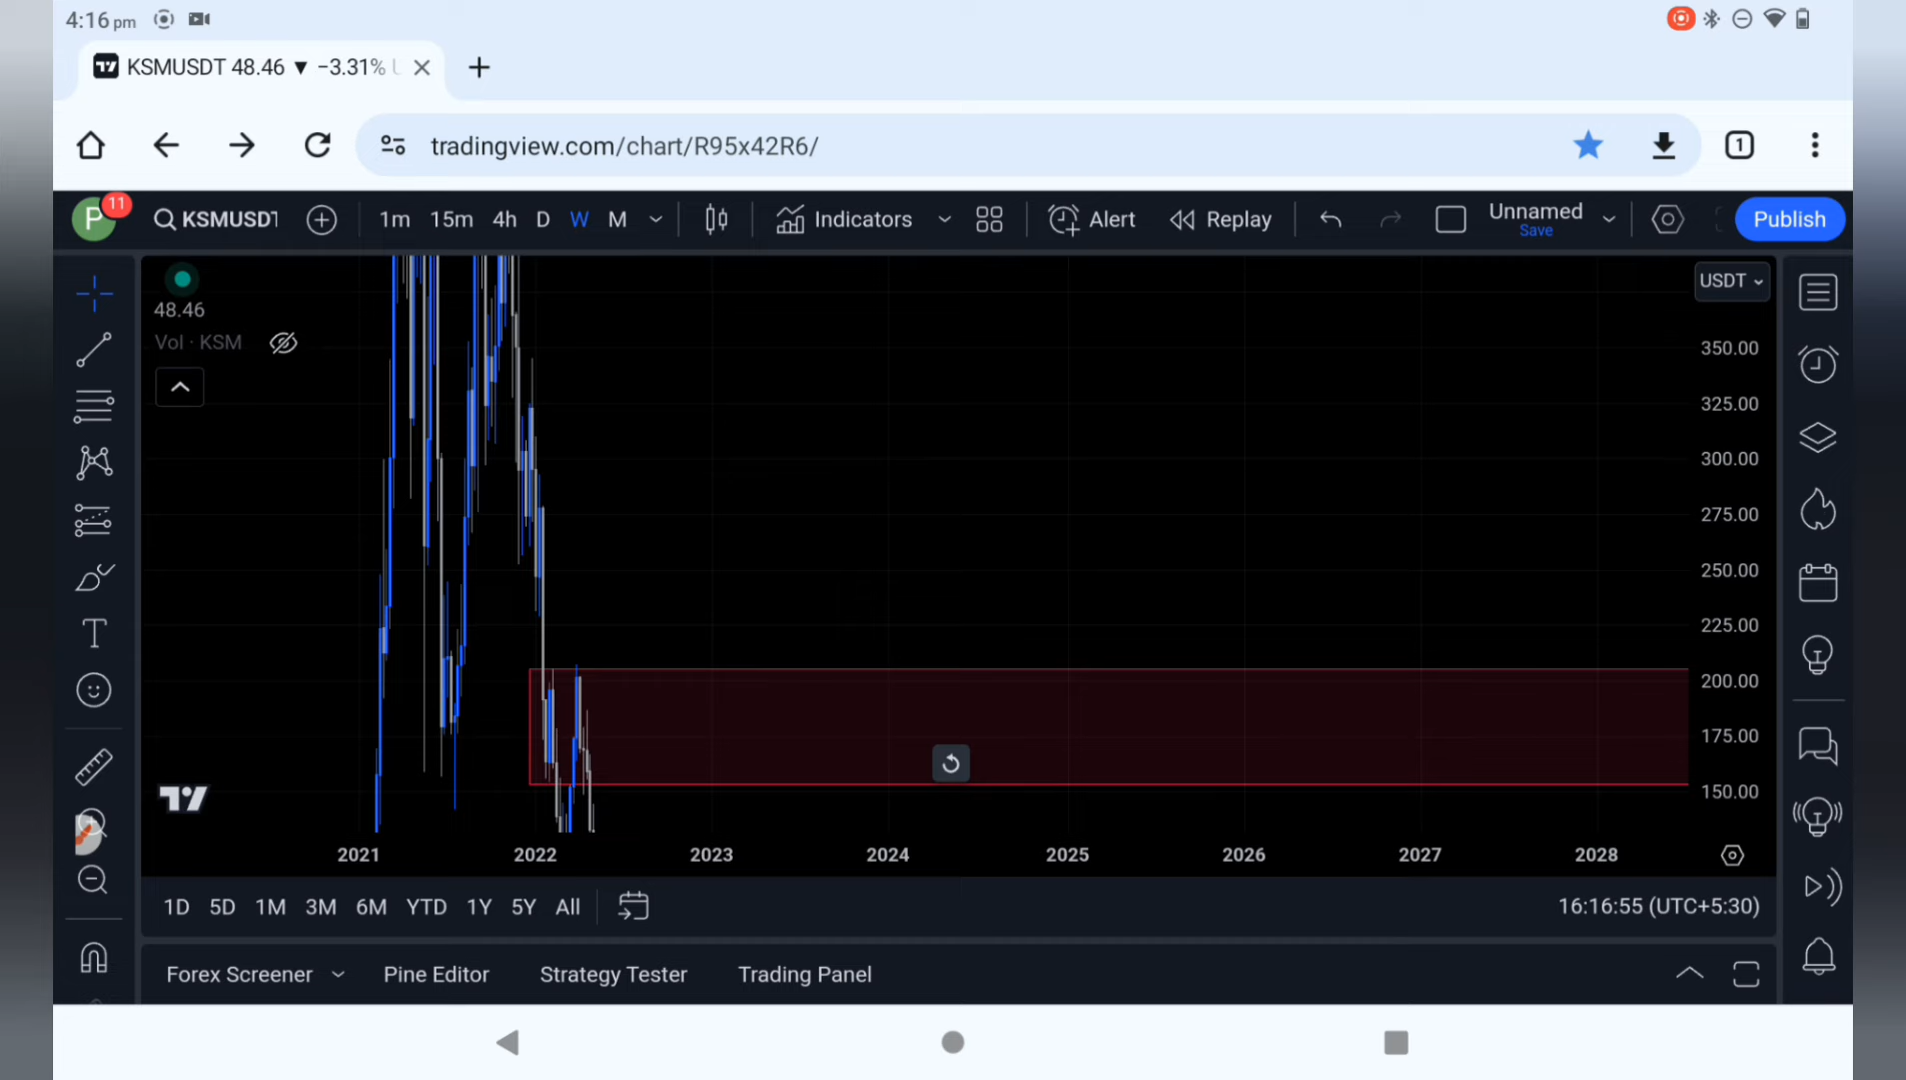 4:16 pm
KSMUSDT 48.46 ▼ −3.31%
tradingview.com/chart/R95x42R6/
1
P
11
KSMUSDT 1m 15m 4h D W M Indicators Alert Replay Unnamed Save Publish
USDT
48.46
Vol · KSM
350.00
325.00
300.00
275.00
250.00
225.00
200.00
175.00
150.00
2021 2022 2023 2024 2025 2026 2027 2028
1D 5D 1M 3M 6M YTD 1Y 5Y All 16:16:55 (UTC+5:30)
Forex Screener Pine Editor Strategy Tester Trading Panel